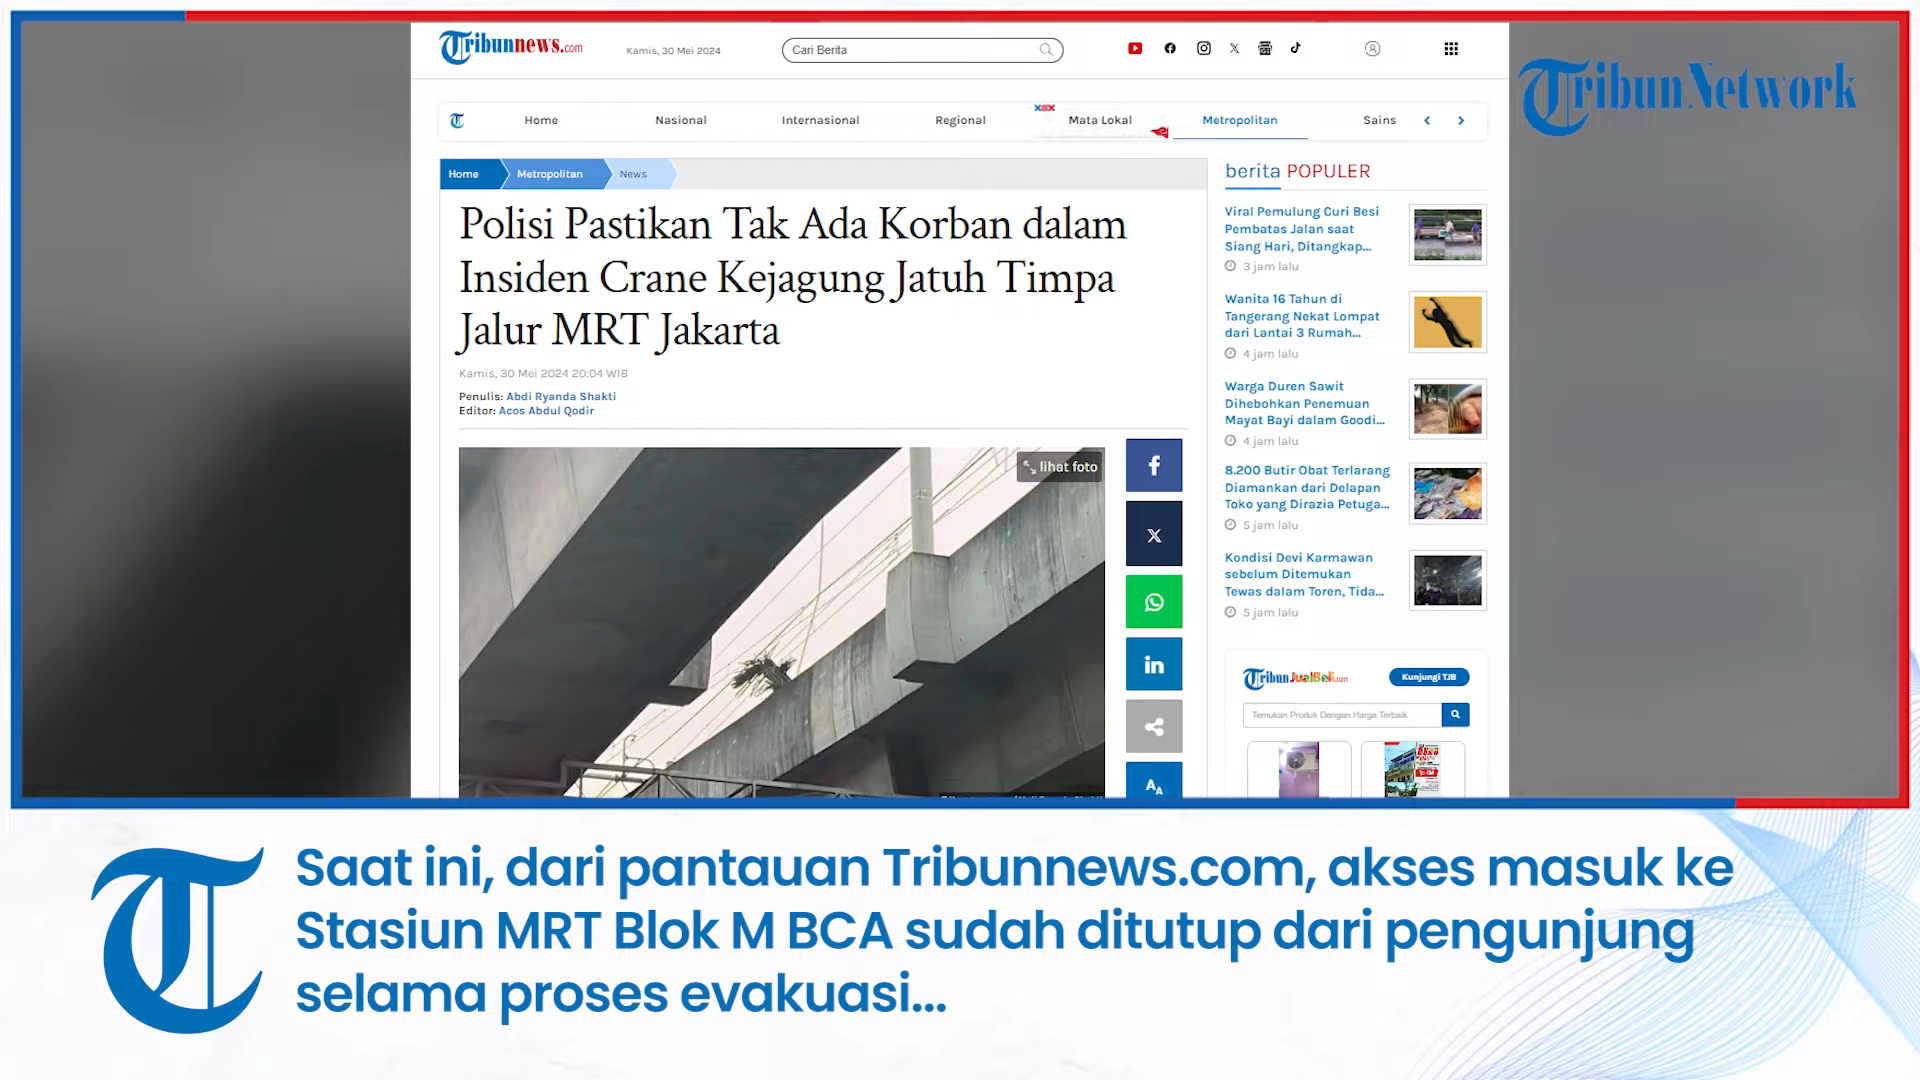 Tribunnews.com
Kamis, 30 Mei 2024
Cari Berita
TribunNetwork
Home
Nasional
Internasional
Regional
Mata Lokal
Metropolitan
Sains
Home
Metropolitan
News
Polisi Pastikan Tak Ada Korban dalam
Insiden Crane Kejagung Jatuh Timpa
Jalur MRT Jakarta
Kamis, 30 Mei 2024 20:04 WIB
Penulis: Abdi Ryanda Shakti
Editor: Acos Abdul Qodir
lihat foto
berita POPULER
Viral Pemulung Curi Besi
Pembatas Jalan saat
Siang Hari, Ditangkap...
3 jam lalu
Wanita 16 Tahun di
Tangerang Nekat Lompat
dari Lantai 3 Rumah...
4 jam lalu
Warga Duren Sawit
Dihebohkan Penemuan
Mayat Bayi dalam Goodi...
4 jam lalu
8.200 Butir Obat Terlarang
Diamankan dari Delapan
Toko yang Dirazia Petuga...
5 jam lalu
Kondisi Devi Karmawan
sebelum Ditemukan
Tewas dalam Toren, Tida...
5 jam lalu
TribunJualBeli.com
Kunjungi TJB
Temukan Produk Dengan Harga Terbaik
Saat ini, dari pantauan Tribunnews.com, akses masuk ke
Stasiun MRT Blok M BCA sudah ditutup dari pengunjung
selama proses evakuasi...